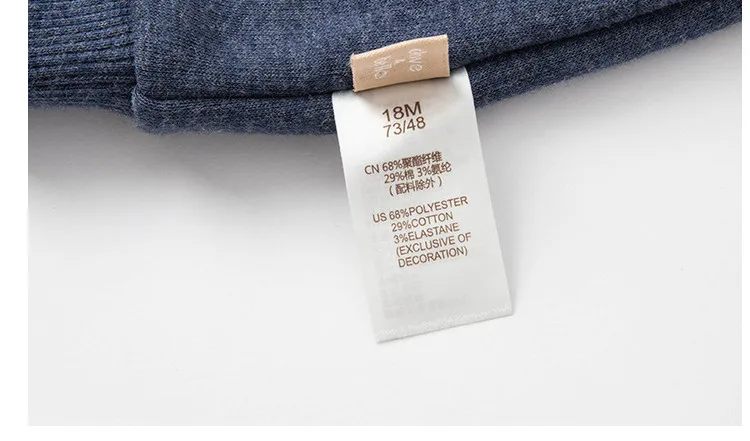 18M
73/48
CN 68%聚酯纤维
29%棉 3%氨纶
(配料除外)
US 68%POLYESTER
29%COTTON
3%ELASTANE
(EXCLUSIVE OF
DECORATION)